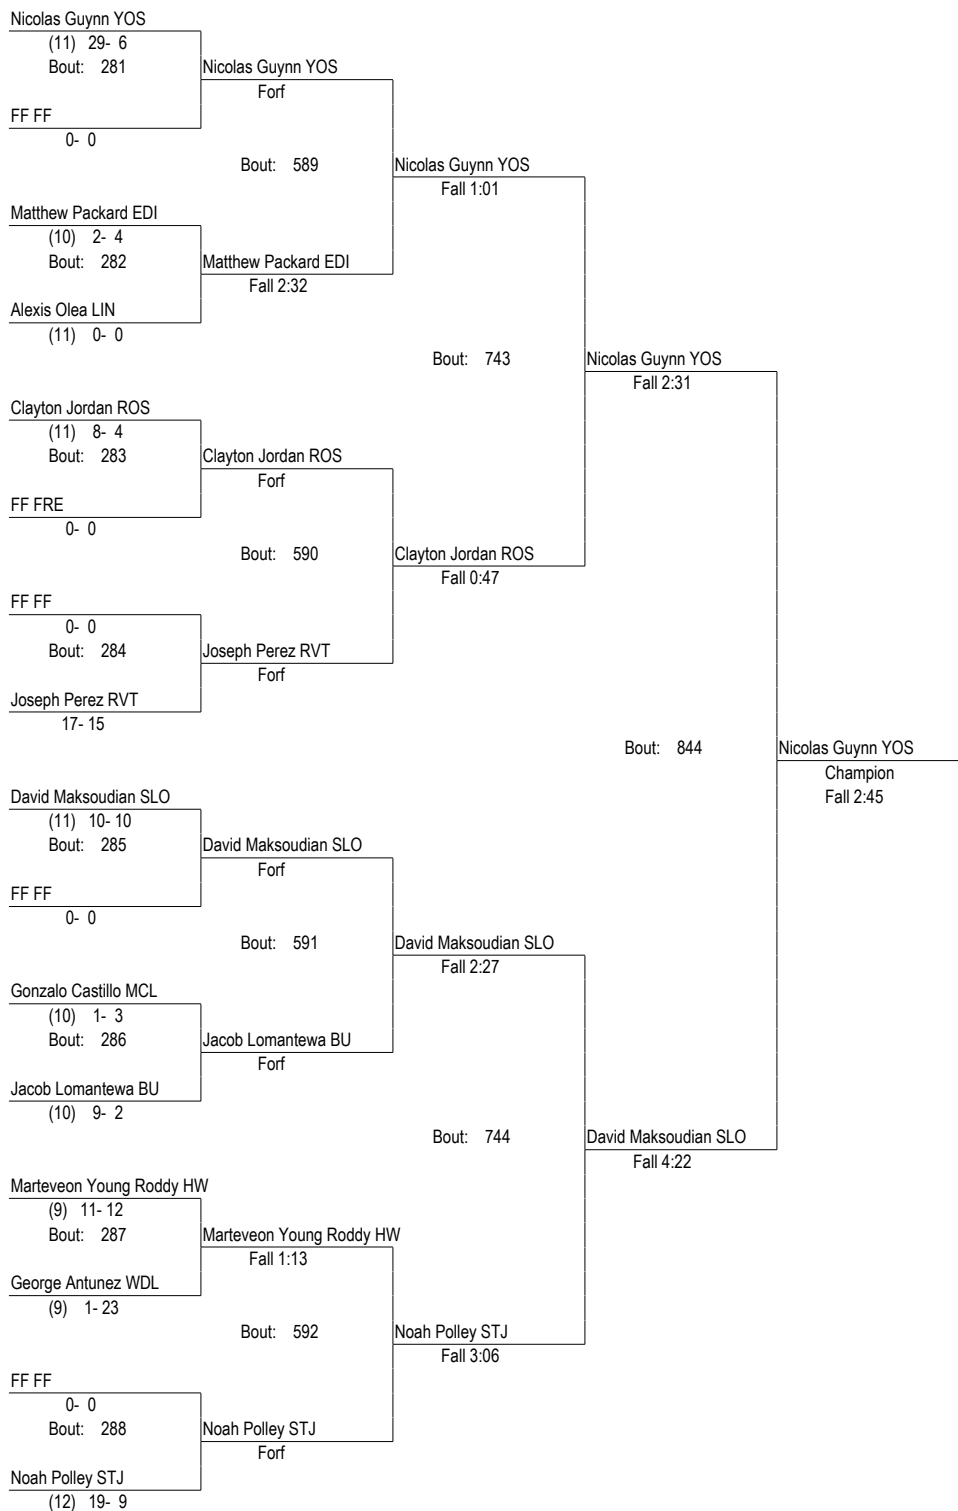 Nicolas Guynn YOS
(11) 29- 6
Bout: 281
Nicolas Guynn YOS
Forf
FF FF
0- 0
Bout: 589
Nicolas Guynn YOS
Fall 1:01
Matthew Packard EDI
(10) 2- 4
Bout: 282
Matthew Packard EDI
Fall 2:32
Alexis Olea LIN
(11) 0- 0
Bout: 743
Nicolas Guynn YOS
Fall 2:31
Clayton Jordan ROS
(11) 8- 4
Bout: 283
Clayton Jordan ROS
Forf
FF FRE
0- 0
Bout: 590
Clayton Jordan ROS
Fall 0:47
FF FF
0- 0
Bout: 284
Joseph Perez RVT
Forf
Joseph Perez RVT
17- 15
Bout: 844
Nicolas Guynn YOS
Champion
Fall 2:45
David Maksoudian SLO
(11) 10- 10
Bout: 285
David Maksoudian SLO
Forf
FF FF
0- 0
Bout: 591
David Maksoudian SLO
Fall 2:27
Gonzalo Castillo MCL
(10) 1- 3
Bout: 286
Jacob Lomantewa BU
Forf
Jacob Lomantewa BU
(10) 9- 2
Bout: 744
David Maksoudian SLO
Fall 4:22
Marteveon Young Roddy HW
(9) 11- 12
Bout: 287
Marteveon Young Roddy HW
Fall 1:13
George Antunez WDL
(9) 1- 23
Bout: 592
Noah Polley STJ
Fall 3:06
FF FF
0- 0
Bout: 288
Noah Polley STJ
Forf
Noah Polley STJ
(12) 19- 9